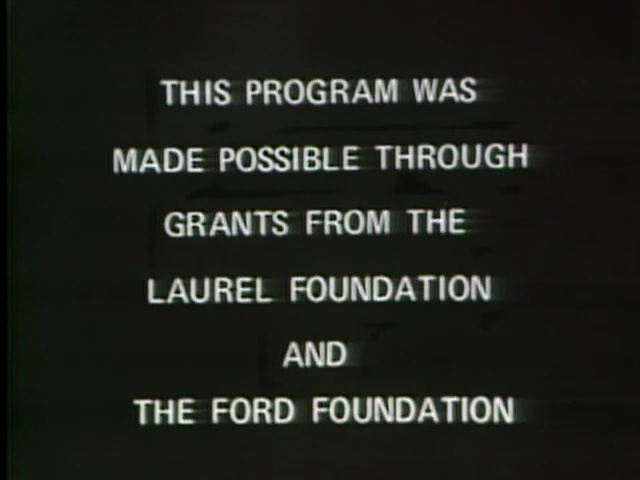 THIS PROGRAM WAS
MADE POSSIBLE THROUGH
GRANTS FROM THE
LAUREL FOUNDATION
AND
THE FORD FOUNDATION